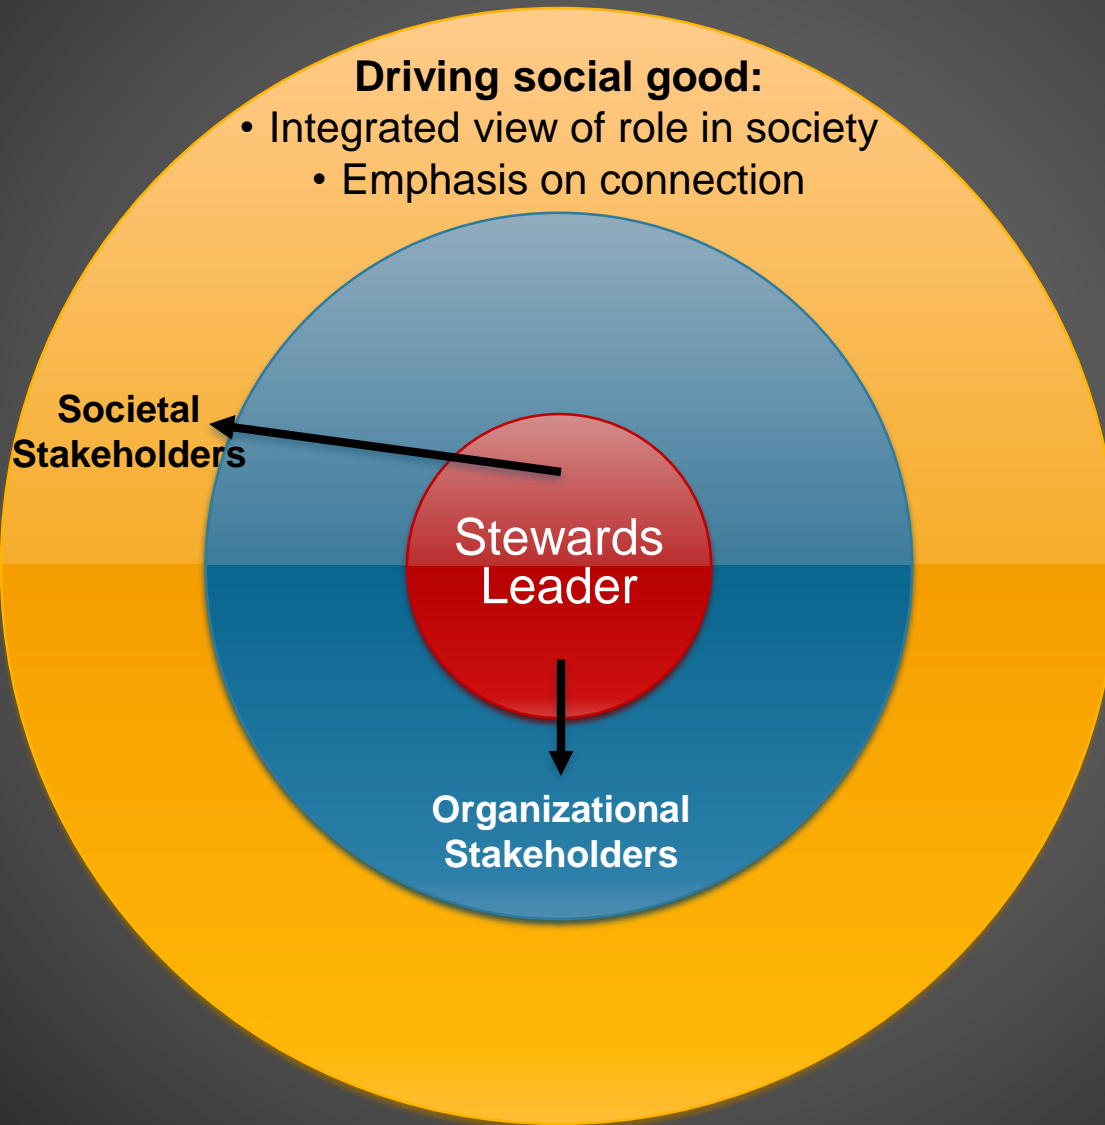 Driving social good:
• Integrated view of role in society
• Emphasis on connection
Societal
Stakeholders
Stewards
Leader
Organizational
Stakeholders